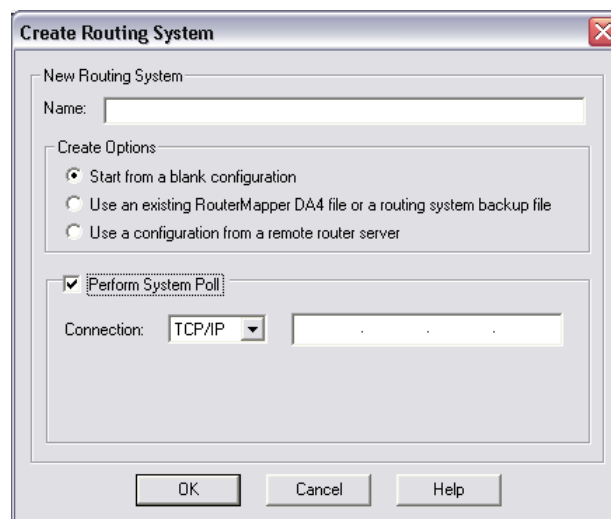 Create Routing System
New Routing System
Name:
Create Options
Start from a blank configuration
Use an existing RouterMapper DA4 file or a routing system backup file
Use a configuration from a remote router server
Perform System Poll
Connection: TCP/IP . . .
OK Cancel Help